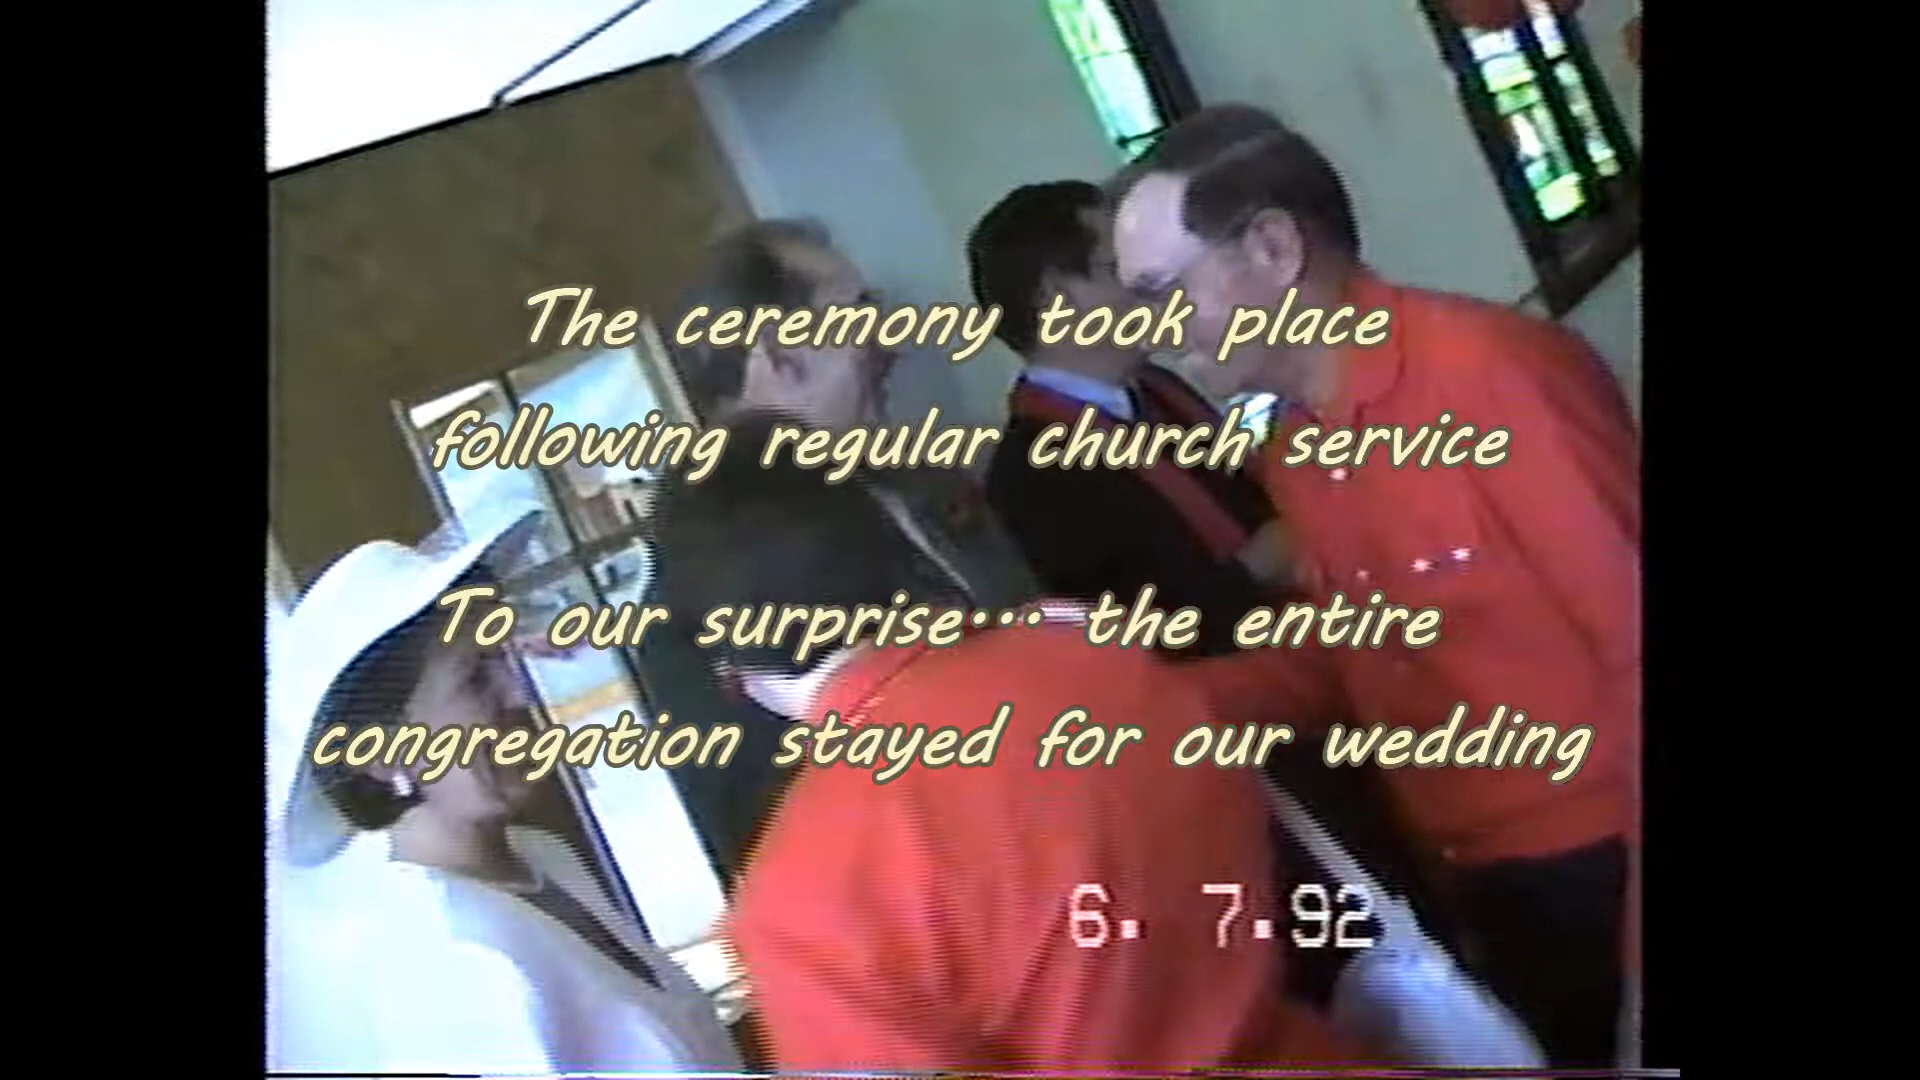 The ceremony took place
following regular church service
To our surprise... the entire
congregation stayed for our wedding
6. 7.92